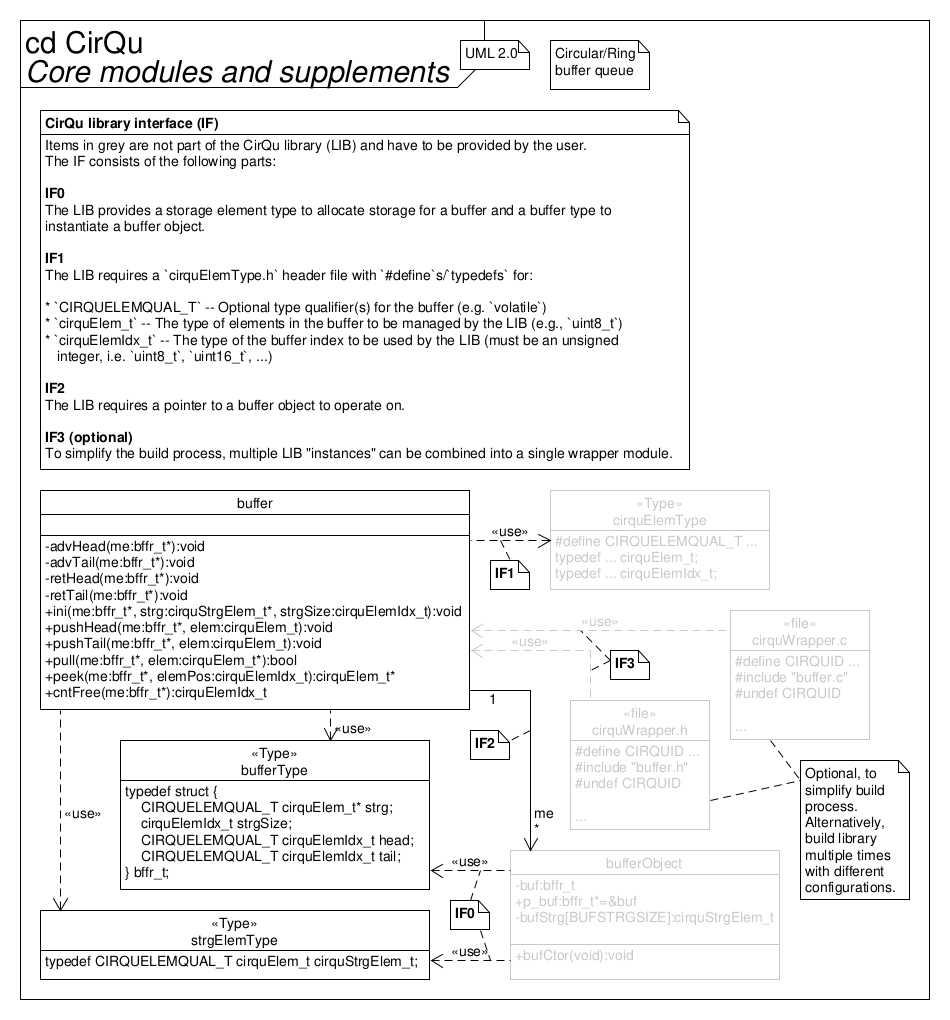 cd CirQu
Core modules and supplements
UML 2.0
Circular/Ring
buffer queue
CirQu library interface (IF)
Items in grey are not part of the CirQu library (LIB) and have to be provided by the user.
The IF consists of the following parts:
IF0
The LIB provides a storage element type to allocate storage for a buffer and a buffer type to
instantiate a buffer object.
IF1
The LIB requires a `cirquElemType.h` header file with `#define`s/`typedefs` for:
* `CIRQUELEMQUAL_T` -- Optional type qualifier(s) for the buffer (e.g. `volatile`)
* `cirquElem_t` -- The type of elements in the buffer to be managed by the LIB (e.g., `uint8_t`)
* `cirquElemIdx_t` -- The type of the buffer index to be used by the LIB (must be an unsigned
integer, i.e. `uint8_t`, `uint16_t`, ...)
IF2
The LIB requires a pointer to a buffer object to operate on.
IF3 (optional)
To simplify the build process, multiple LIB "instances" can be combined into a single wrapper module.
buffer
-advHead(me:bffr_t*):void
-advTail(me:bffr_t*):void
-retHead(me:bffr_t*):void
-retTail(me:bffr_t*):void
+ini(me:bffr_t*, strg:cirquStrgElem_t*, strgSize:cirquElemIdx_t):void
+pushHead(me:bffr_t*, elem:cirquElem_t):void
+pushTail(me:bffr_t*, elem:cirquElem_t):void
+pull(me:bffr_t*, elem:cirquElem_t*):bool
+peek(me:bffr_t*, elemPos:cirquElemIdx_t):cirquElem_t*
+cntFree(me:bffr_t*):cirquElemIdx_t
«use»
IF1
«Type»
cirquElemType
#define CIRQUELEMQUAL_T ...
typedef ... cirquElem_t;
typedef ... cirquElemIdx_t;
«use»
«use»
IF3
«file»
cirquWrapper.c
#define CIRQUID ...
#include "buffer.c"
#undef CIRQUID
...
«file»
cirquWrapper.h
#define CIRQUID ...
#include "buffer.h"
#undef CIRQUID
...
Optional, to
simplify build
process.
Alternatively,
build library
multiple times
with different
configurations.
1
IF2
me
*
«use»
«Type»
bufferType
typedef struct {
CIRQUELEMQUAL_T cirquElem_t* strg;
cirquElemIdx_t strgSize;
CIRQUELEMQUAL_T cirquElemIdx_t head;
CIRQUELEMQUAL_T cirquElemIdx_t tail;
} bffr_t;
«use»
«use»
IF0
«use»
bufferObject
-buf:bffr_t
+p_buf:bffr_t*=&buf
-bufStrg[BUFSTRGSIZE]:cirquStrgElem_t
+bufCtor(void):void
«Type»
strgElemType
typedef CIRQUELEMQUAL_T cirquElem_t cirquStrgElem_t;